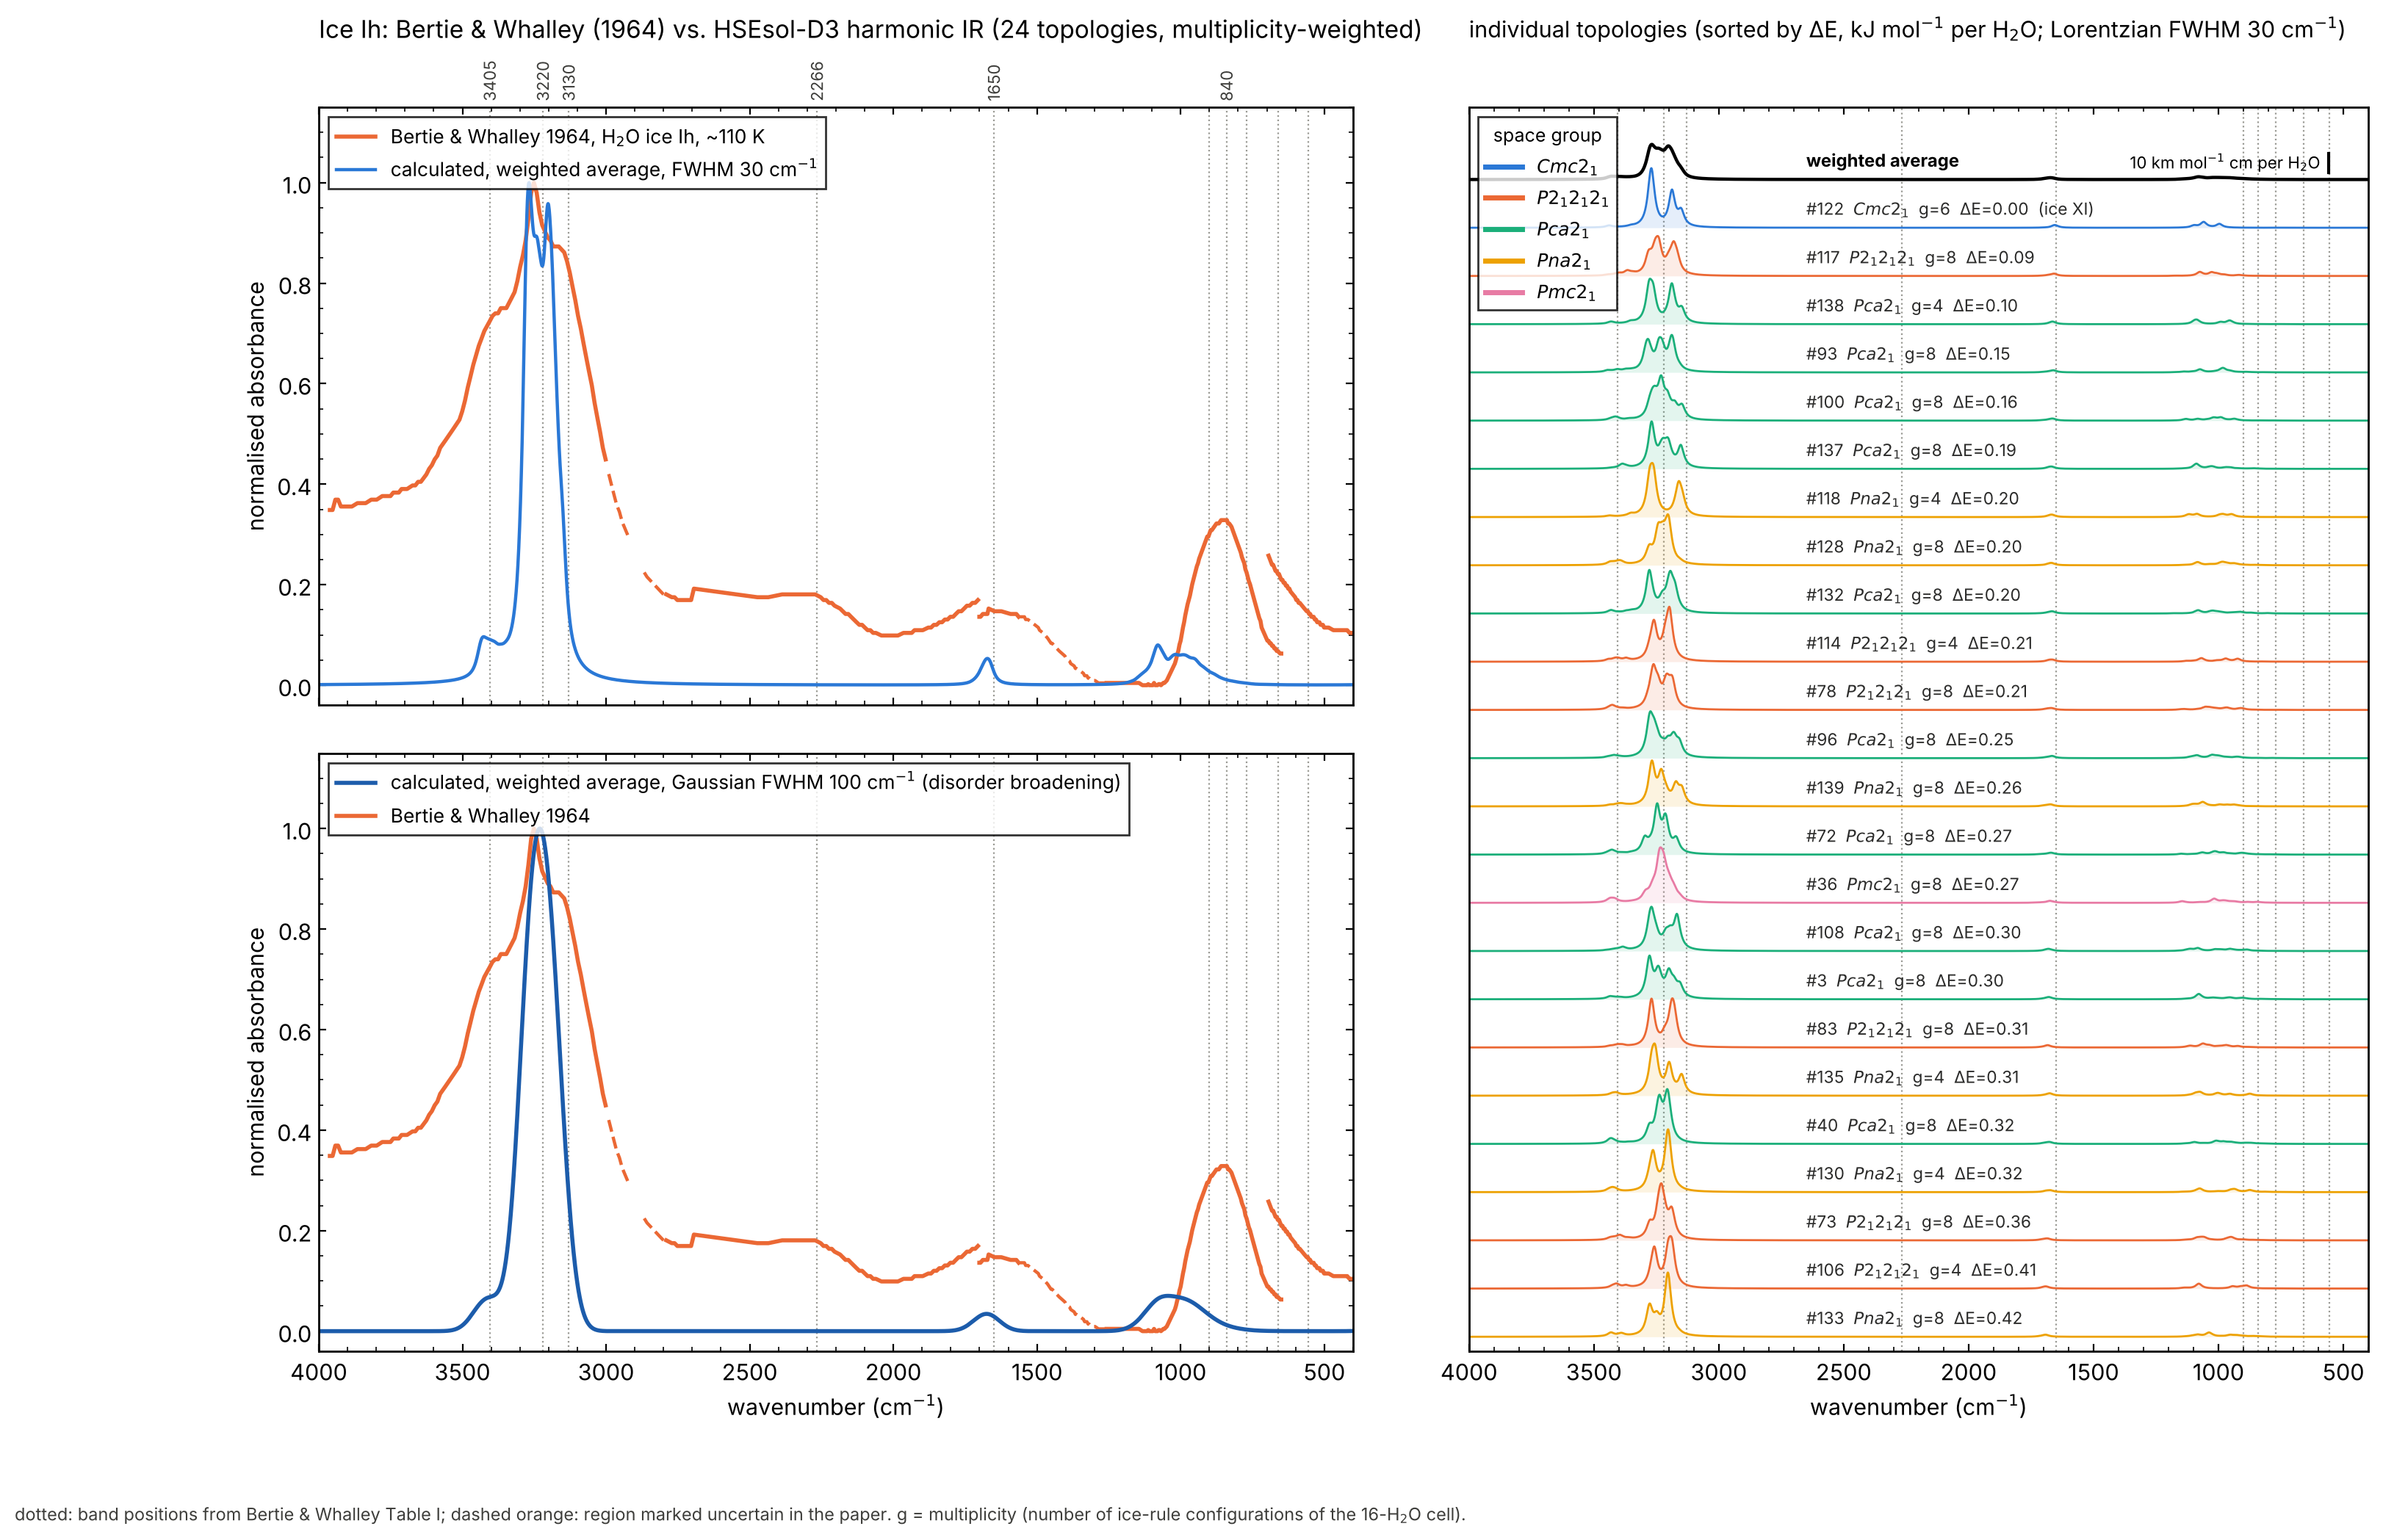 Ice Ih: Bertie & Whalley (1964) vs. HSEsol-D3 harmonic IR (24 topologies, multiplicity-weighted)
3405
3220
3130
2266
1650
840
Bertie & Whalley 1964, H₂O ice Ih, ~110 K
calculated, weighted average, FWHM 30 cm⁻¹
normalised absorbance
1.0
0.8
0.6
0.4
0.2
0.0
calculated, weighted average, Gaussian FWHM 100 cm⁻¹ (disorder broadening)
Bertie & Whalley 1964
normalised absorbance
1.0
0.8
0.6
0.4
0.2
0.0
4000 3500 3000 2500 2000 1500 1000 500
wavenumber (cm⁻¹)
individual topologies (sorted by ΔE, kJ mol⁻¹ per H₂O; Lorentzian FWHM 30 cm⁻¹)
space group
Cmc2₁
P2₁2₁2₁
Pca2₁
Pna2₁
Pmc2₁
weighted average
10 km mol⁻¹ cm per H₂O
#122 Cmc2₁ g=6 ΔE=0.00 (ice XI)
#117 P2₁2₁2₁ g=8 ΔE=0.09
#138 Pca2₁ g=4 ΔE=0.10
#93 Pca2₁ g=8 ΔE=0.15
#100 Pca2₁ g=8 ΔE=0.16
#137 Pca2₁ g=8 ΔE=0.19
#118 Pna2₁ g=4 ΔE=0.20
#128 Pna2₁ g=8 ΔE=0.20
#132 Pca2₁ g=8 ΔE=0.20
#114 P2₁2₁2₁ g=4 ΔE=0.21
#78 P2₁2₁2₁ g=8 ΔE=0.21
#96 Pca2₁ g=8 ΔE=0.25
#139 Pna2₁ g=8 ΔE=0.26
#72 Pca2₁ g=8 ΔE=0.27
#36 Pmc2₁ g=8 ΔE=0.27
#108 Pca2₁ g=8 ΔE=0.30
#3 Pca2₁ g=8 ΔE=0.30
#83 P2₁2₁2₁ g=8 ΔE=0.31
#135 Pna2₁ g=4 ΔE=0.31
#40 Pca2₁ g=8 ΔE=0.32
#130 Pna2₁ g=4 ΔE=0.32
#73 P2₁2₁2₁ g=8 ΔE=0.36
#106 P2₁2₁2₁ g=4 ΔE=0.41
#133 Pna2₁ g=8 ΔE=0.42
4000 3500 3000 2500 2000 1500 1000 500
wavenumber (cm⁻¹)
dotted: band positions from Bertie & Whalley Table I; dashed orange: region marked uncertain in the paper. g = multiplicity (number of ice-rule configurations of the 16-H₂O cell).